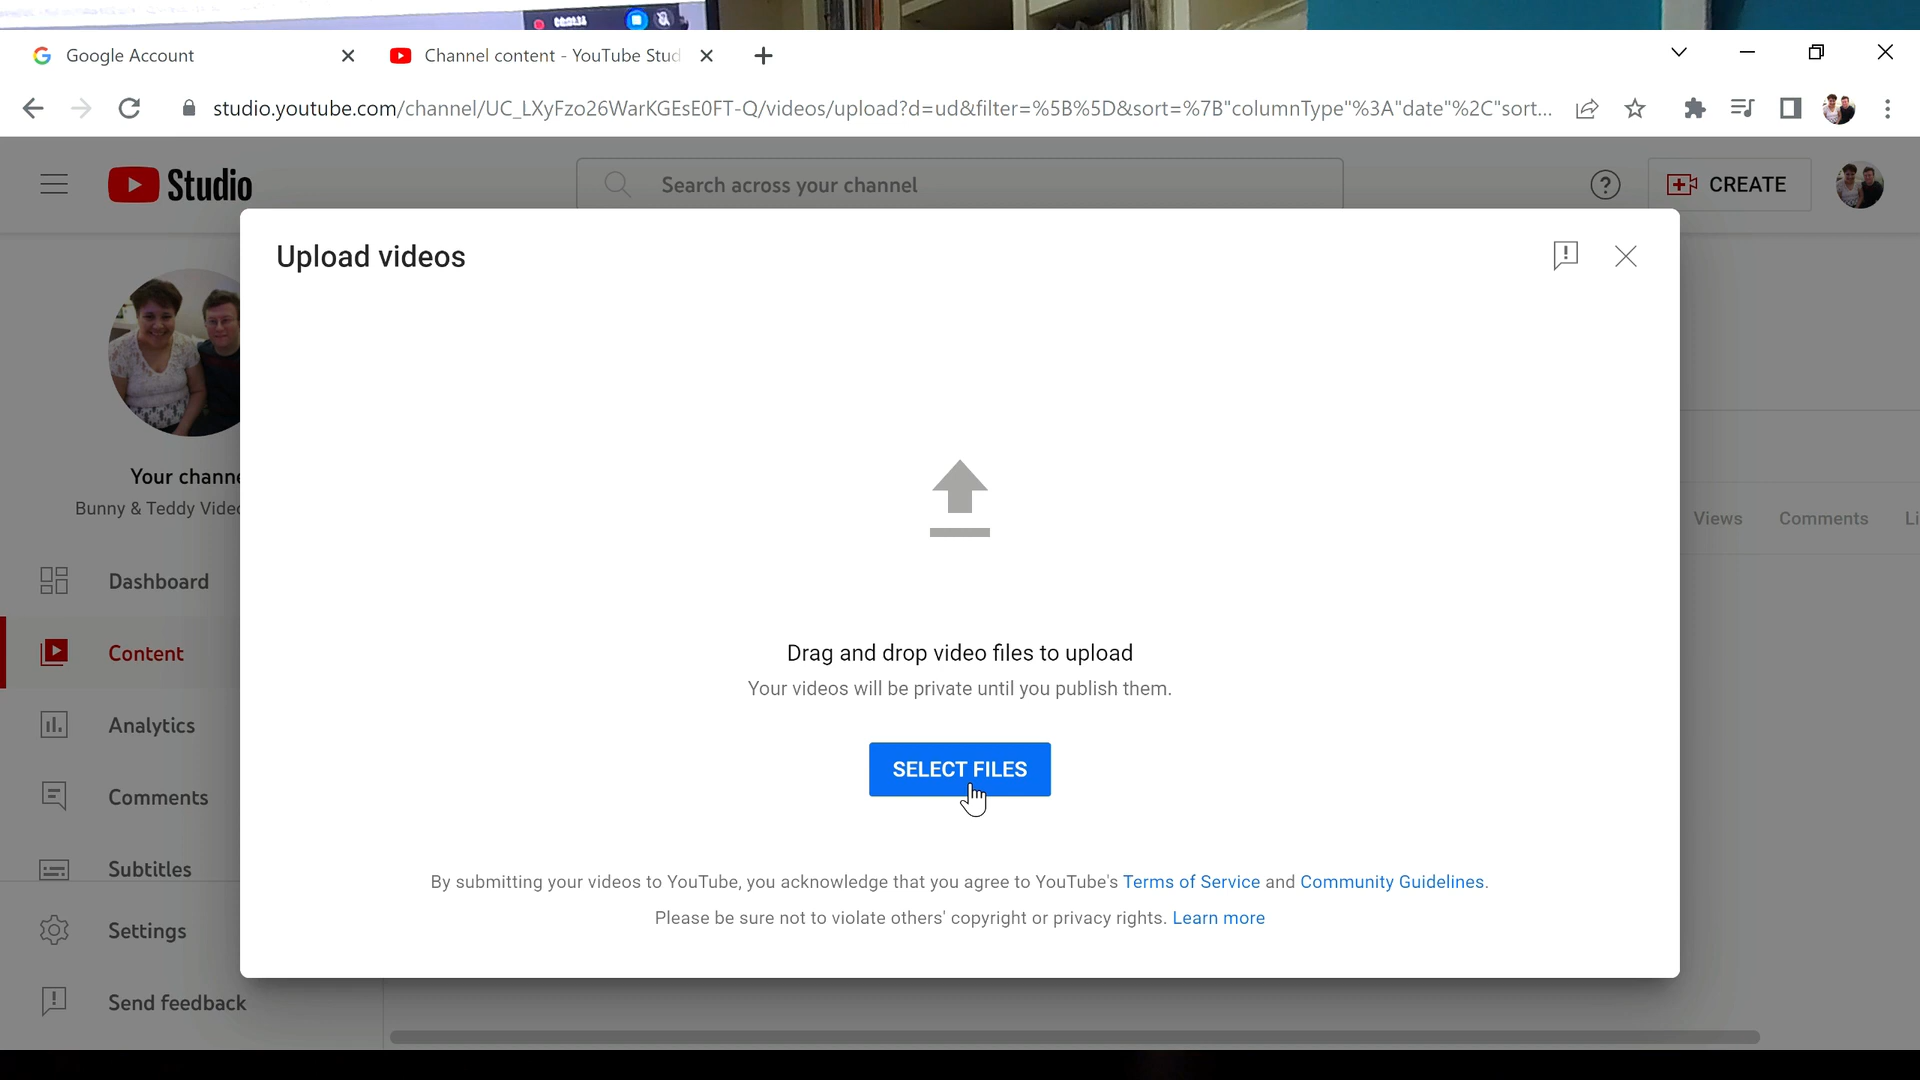 Google Account
Channel content - YouTube Stud
studio.youtube.com/channel/UC_LXyFzo26WarKGEsE0FT-Q/videos/upload?d=ud&filter=%5B%5D&sort=%7B"columnType"%3A"date"%2C"sort...
Studio
Search across your channel
CREATE
Upload videos
Your channe
Bunny & Teddy Video
Views Comments Li
Dashboard
Content
Analytics
Comments
Subtitles
Settings
Send feedback
Drag and drop video files to upload
Your videos will be private until you publish them.
SELECT FILES
By submitting your videos to YouTube, you acknowledge that you agree to YouTube's Terms of Service and Community Guidelines.
Please be sure not to violate others' copyright or privacy rights. Learn more